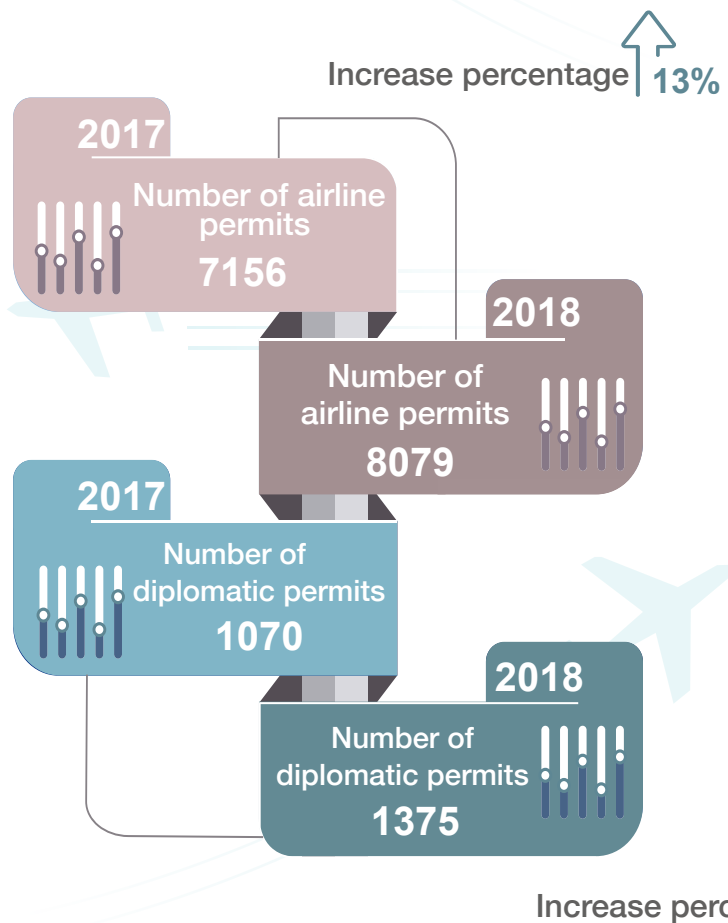 Increase percentage 13%
2017
Number of airline
permits
7156
2018
Number of
airline permits
8079
2017
Number of
diplomatic permits
1070
2018
Number of
diplomatic permits
1375
Increase